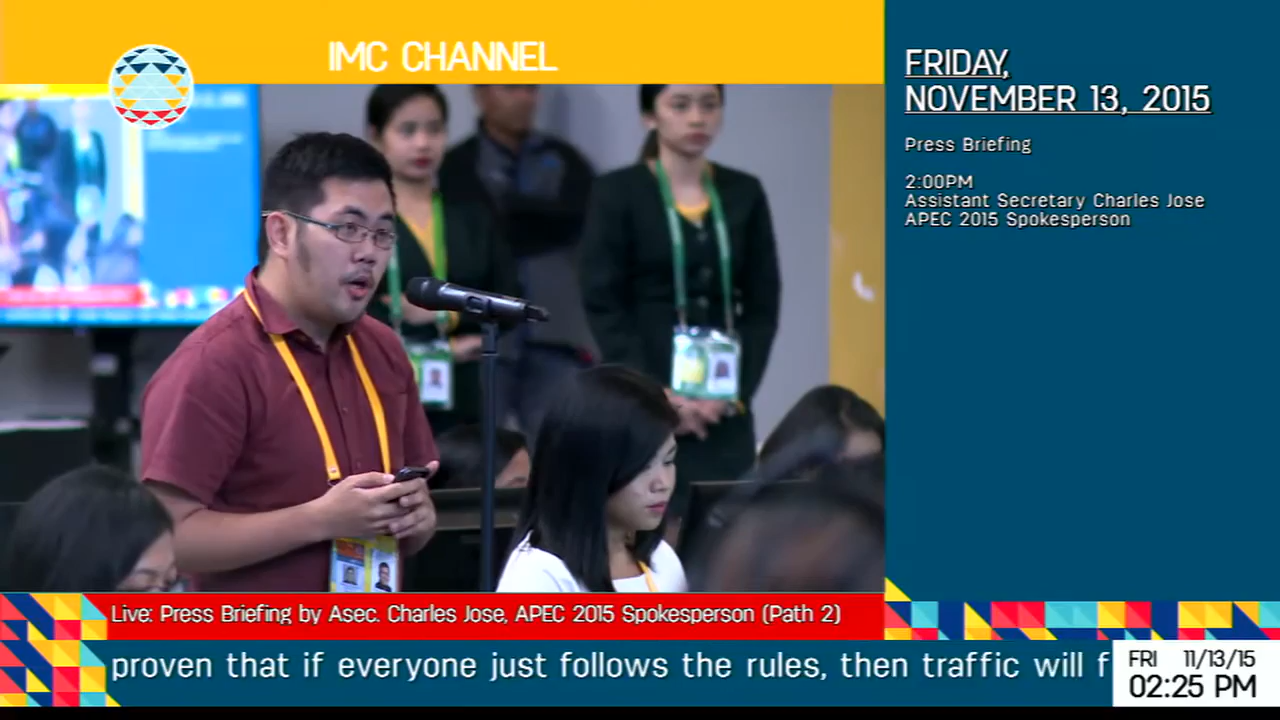 IMC CHANNEL
FRIDAY,
NOVEMBER 13, 2015
Press Briefing
2:00PM
Assistant Secretary Charles Jose
APEC 2015 Spokesperson
Live: Press Briefing by Asec. Charles Jose, APEC 2015 Spokesperson (Path 2)
proven that if everyone just follows the rules, then traffic will f
FRI 11/13/15
02:25 PM